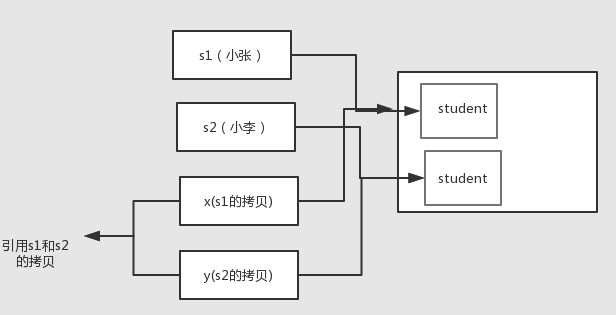 s1（小张）
student
s2（小李）
student
x(s1的拷贝)
引用s1和s2
的拷贝
y(s2的拷贝)